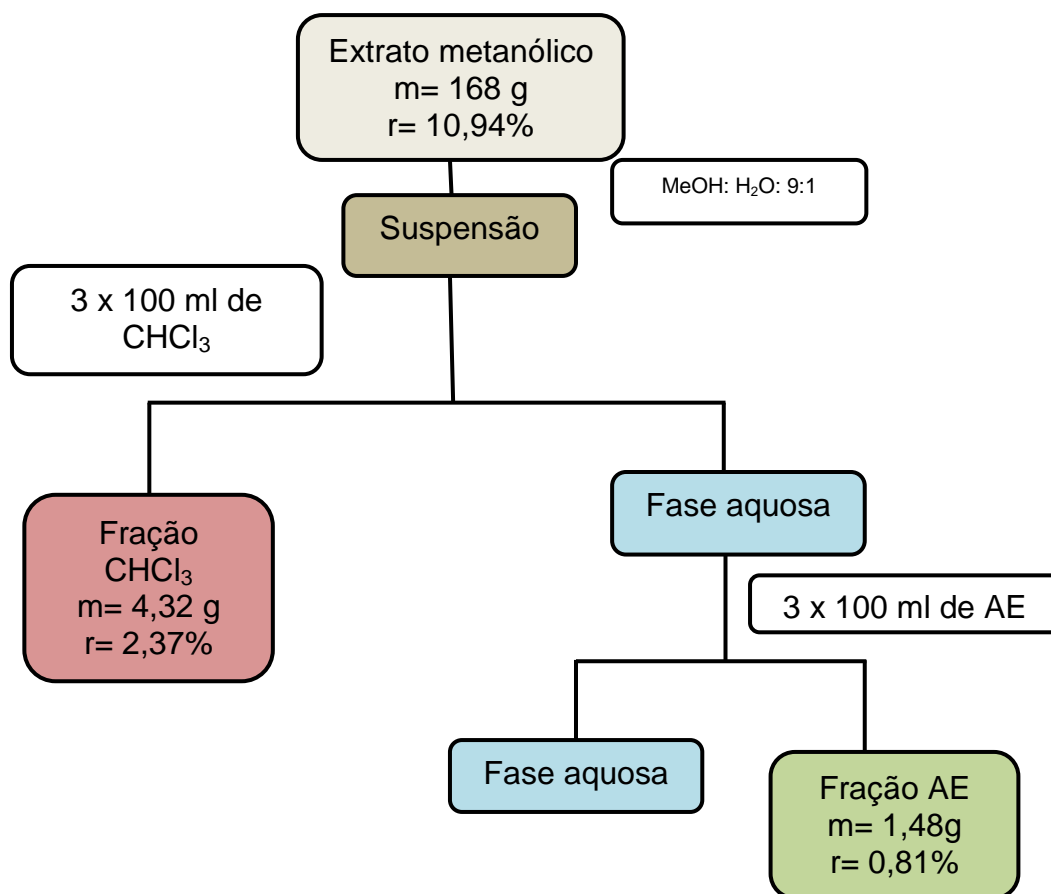 Extrato metanólico
m= 168 g
r= 10,94%
MeOH: H₂O: 9:1
Suspensão
3 x 100 ml de
CHCl₃
Fração
CHCl₃
m= 4,32 g
r= 2,37%
Fase aquosa
3 x 100 ml de AE
Fase aquosa
Fração AE
m= 1,48g
r= 0,81%